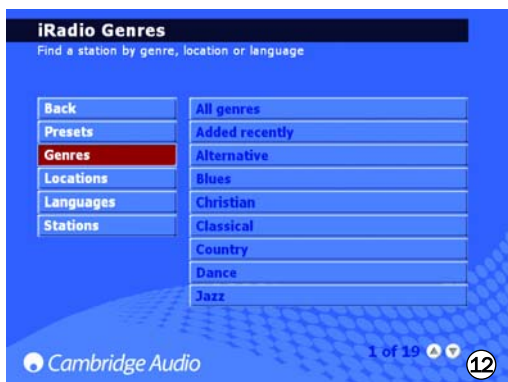 iRadio Genres
Find a station by genre, location or language
Back
Presets
Genres
Locations
Languages
Stations
All genres
Added recently
Alternative
Blues
Christian
Classical
Country
Dance
Jazz
1 of 19
Cambridge Audio
12